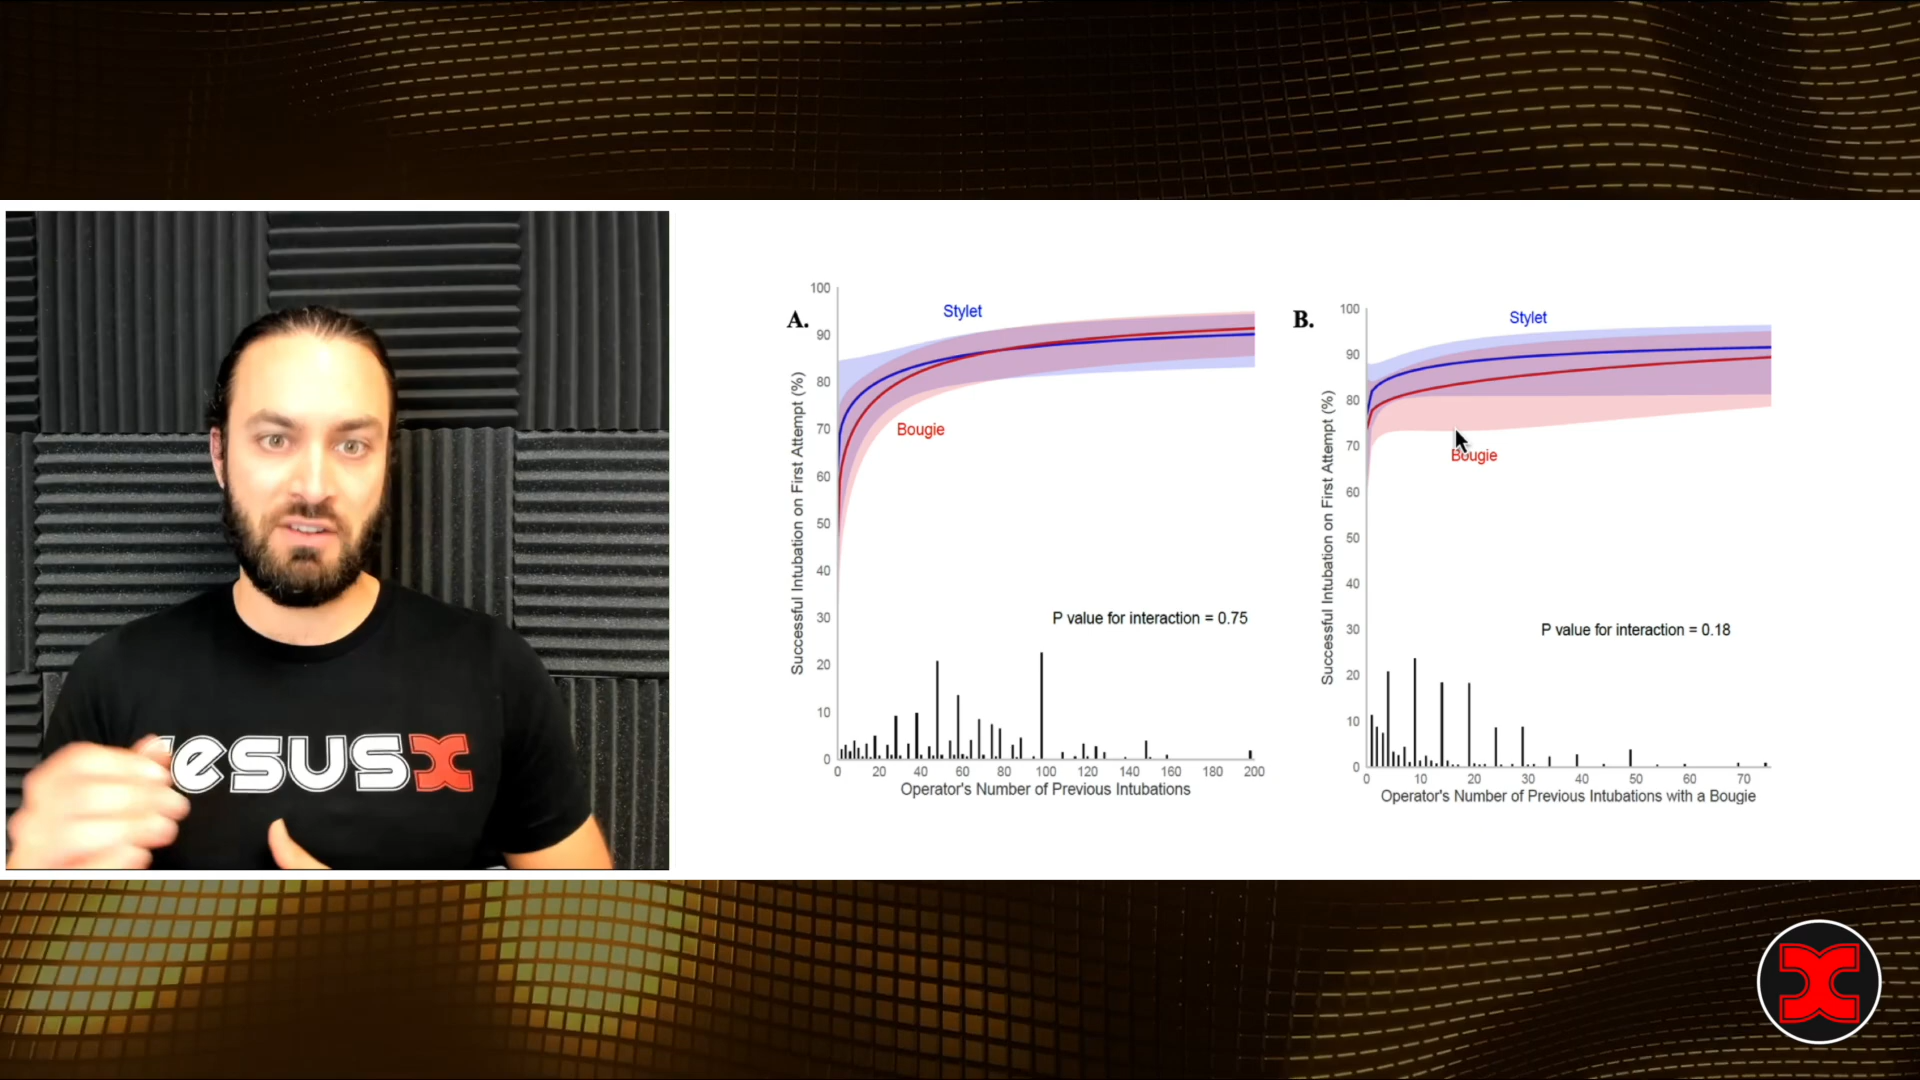 resusx
A.
Stylet
Bougie
Successful Intubation on First Attempt (%)
100
90
80
70
60
50
40
30
20
10
0
P value for interaction = 0.75
0 20 40 60 80 100 120 140 160 180 200
Operator's Number of Previous Intubations
B.
Stylet
Bougie
Successful Intubation on First Attempt (%)
100
90
80
70
60
50
40
30
20
10
0
P value for interaction = 0.18
0 10 20 30 40 50 60 70
Operator's Number of Previous Intubations with a Bougie
X